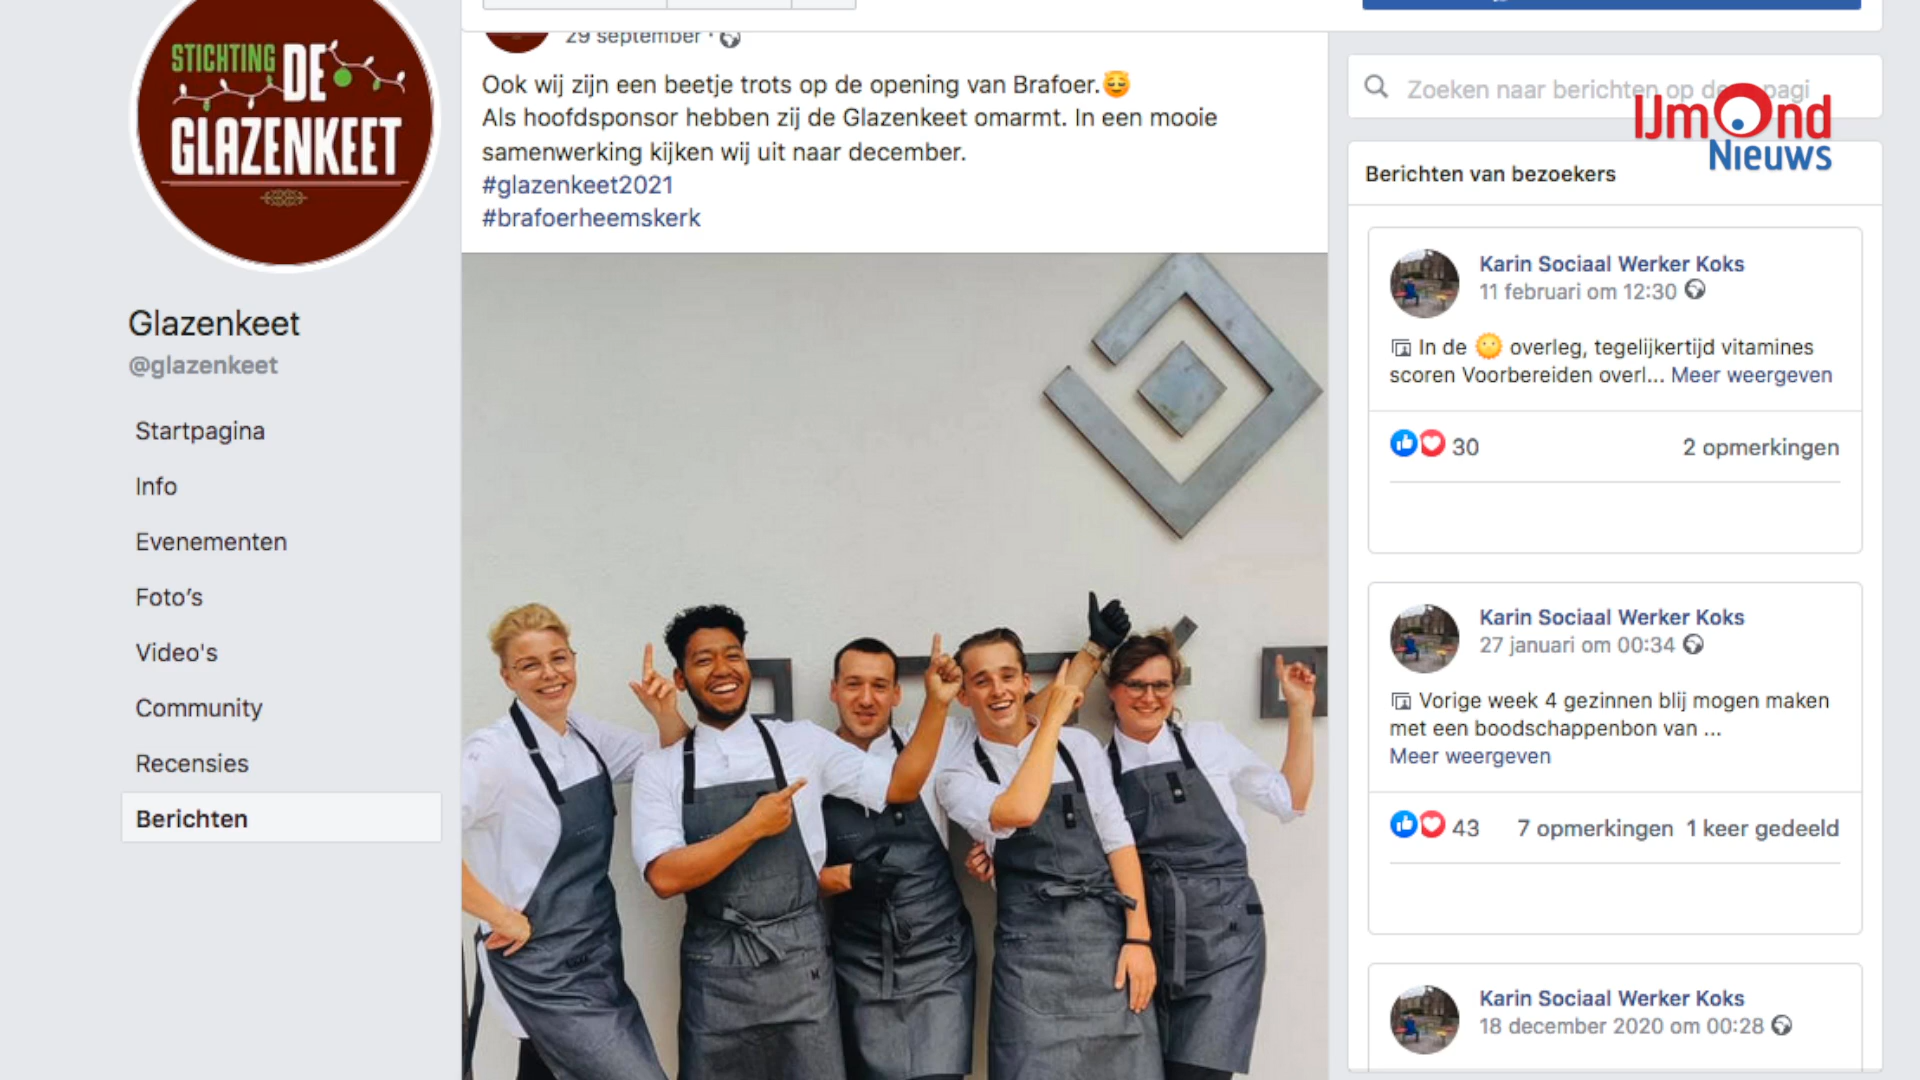 STICHTING DE
GLAZENKEET
Glazenkeet
@glazenkeet
Startpagina
Info
Evenementen
Foto's
Video's
Community
Recensies
Berichten
29 september ·
Ook wij zijn een beetje trots op de opening van Brafoer.
Als hoofdsponsor hebben zij de Glazenkeet omarmt. In een mooie
samenwerking kijken wij uit naar december.
#glazenkeet2021
#brafoerheemskerk
Zoeken naar berichten op
IJmOnd
Nieuws
Berichten van bezoekers
Karin Sociaal Werker Koks
11 februari om 12:30
In de overleg, tegelijkertijd vitamines
scoren Voorbereiden overl... Meer weergeven
30 2 opmerkingen
Karin Sociaal Werker Koks
27 januari om 00:34
Vorige week 4 gezinnen blij mogen maken
met een boodschappenbon van ...
Meer weergeven
43 7 opmerkingen 1 keer gedeeld
Karin Sociaal Werker Koks
18 december 2020 om 00:28